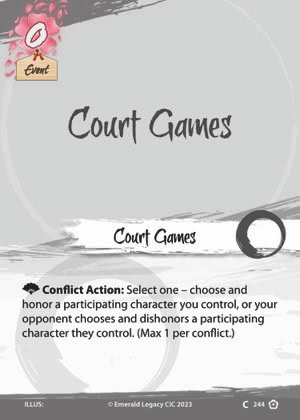 0
Event
Court Games
Court Games
Conflict Action: Select one – choose and
honor a participating character you control, or your
opponent chooses and dishonors a participating
character they control. (Max 1 per conflict.)
ILLUS: © Emerald Legacy CIC 2023 C 244